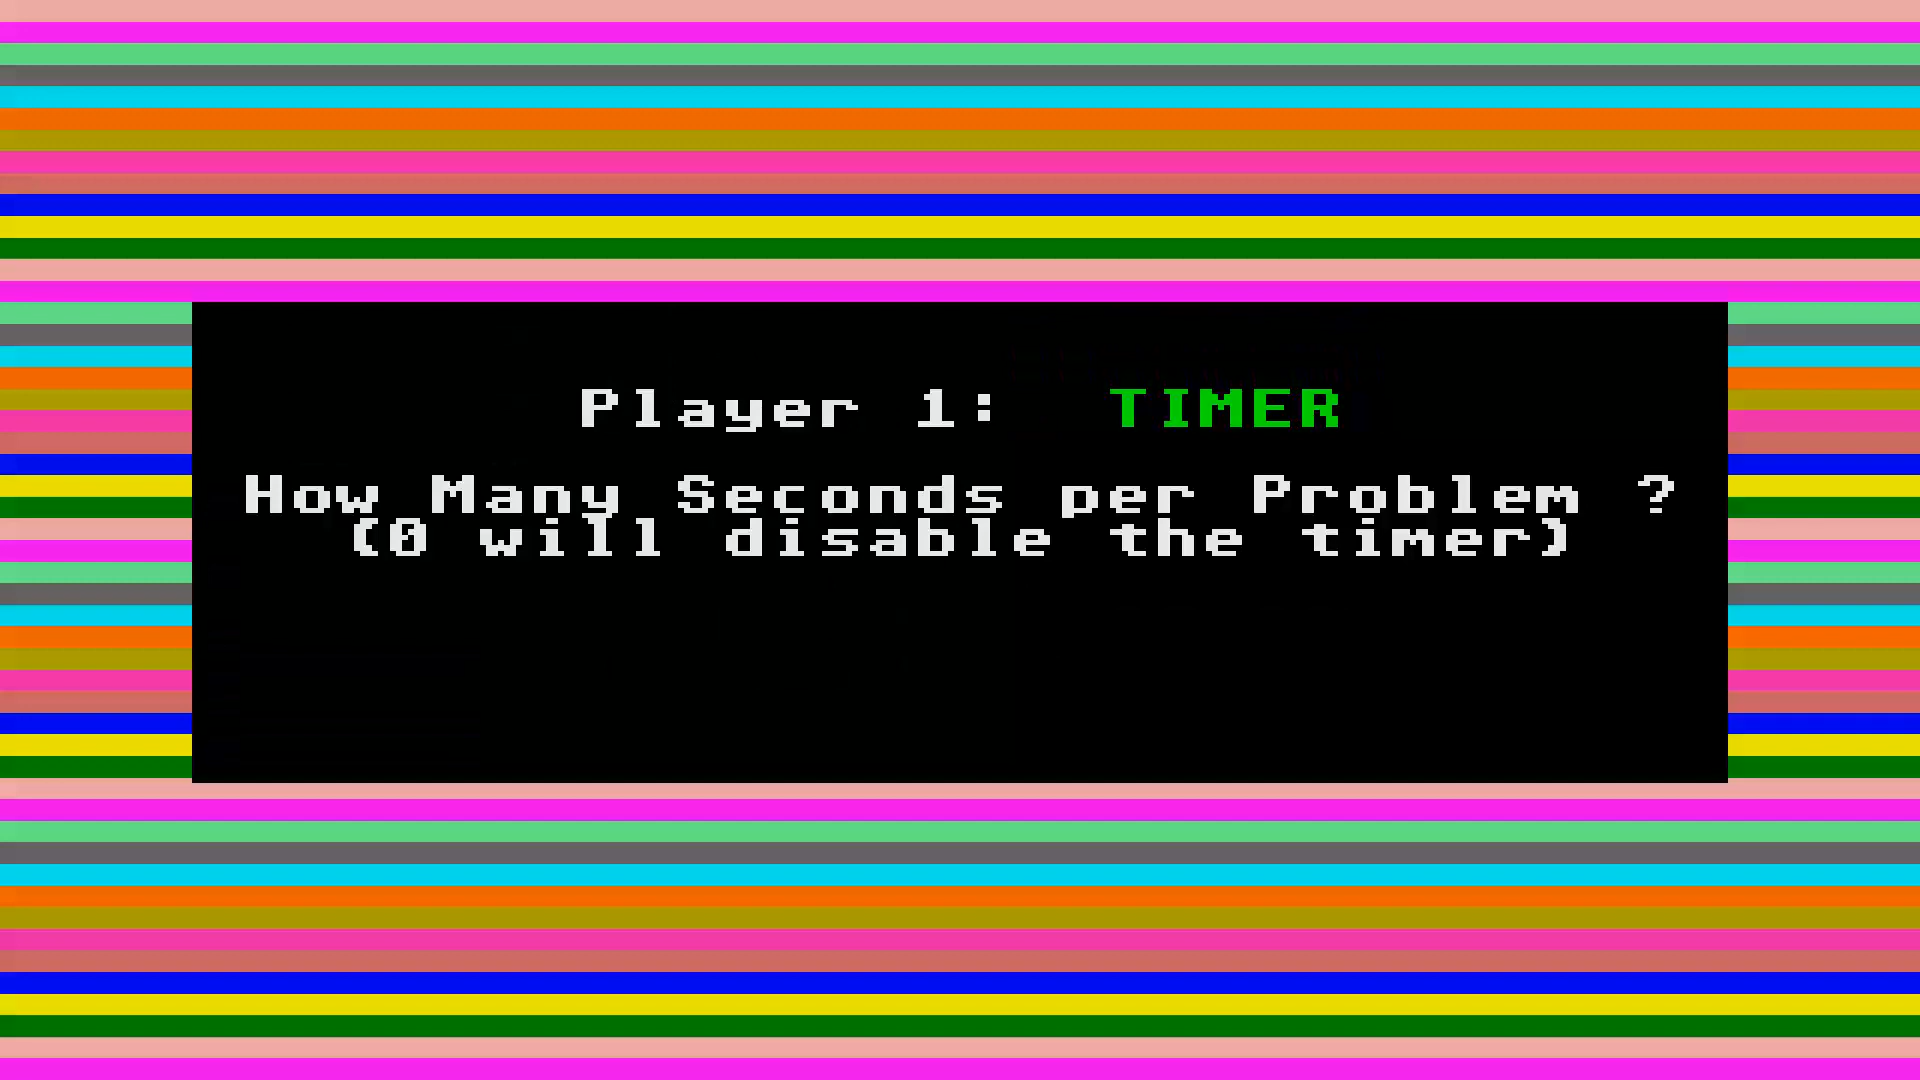 Player 1: TIMER
How Many Seconds per Problem ?
(0 will disable the timer)